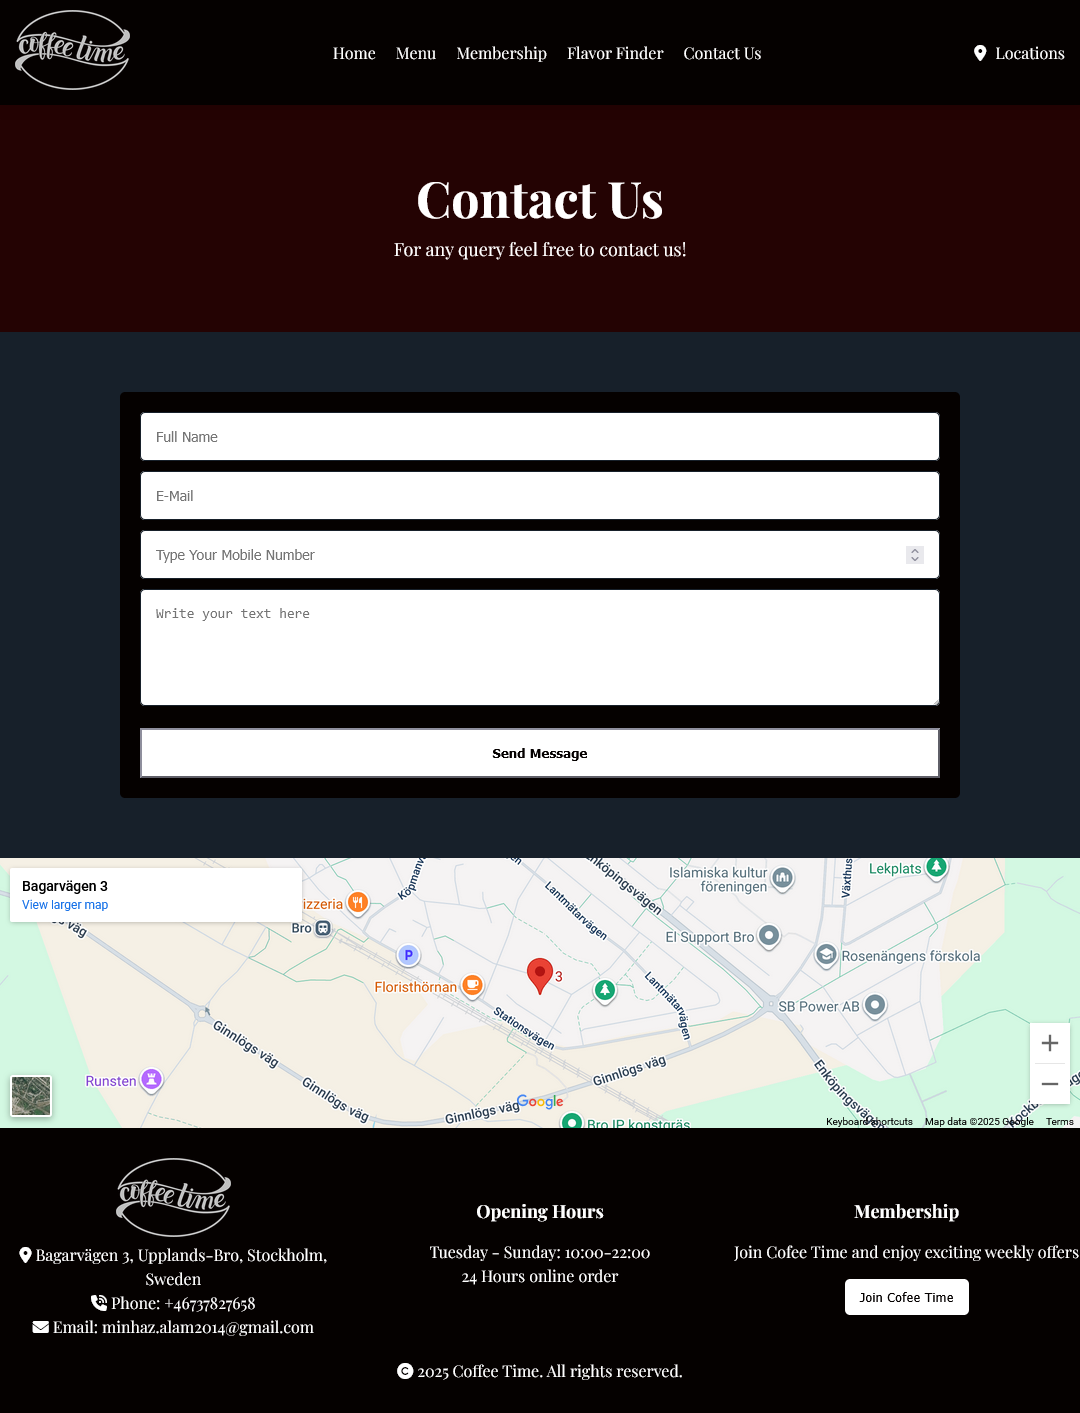 coffee time
Home Menu Membership Flavor Finder Contact Us
Locations
Contact Us
For any query feel free to contact us!
Full Name
E-Mail
Type Your Mobile Number
Write your text here
Send Message
Bagarvägen 3
View larger map
izzeria
Bro
Köpmanv
Floristhörnan
P
3
Stationsvägen
Lantmätarvägen
Lantmätarvägen
nköpingsvägen
Islamiska kultur
föreningen
El Support Bro
Växthus
Lekplats
Rosenängens förskola
SB Power AB
Enköpingsvägen
Ginnlögs väg
Ginnlögs väg
Ginnlögs väg
Ginnlögs väg
Runsten
Google
Bro IP konstgräs
Keyboard shortcuts
Map data ©2025 Google
Terms
coffee time
Bagarvägen 3, Upplands-Bro, Stockholm,
Sweden
Phone: +46737827658
Email: minhaz.alam2014@gmail.com
Opening Hours
Tuesday - Sunday: 10:00-22:00
24 Hours online order
Membership
Join Cofee Time and enjoy exciting weekly offers
Join Cofee Time
© 2025 Coffee Time. All rights reserved.